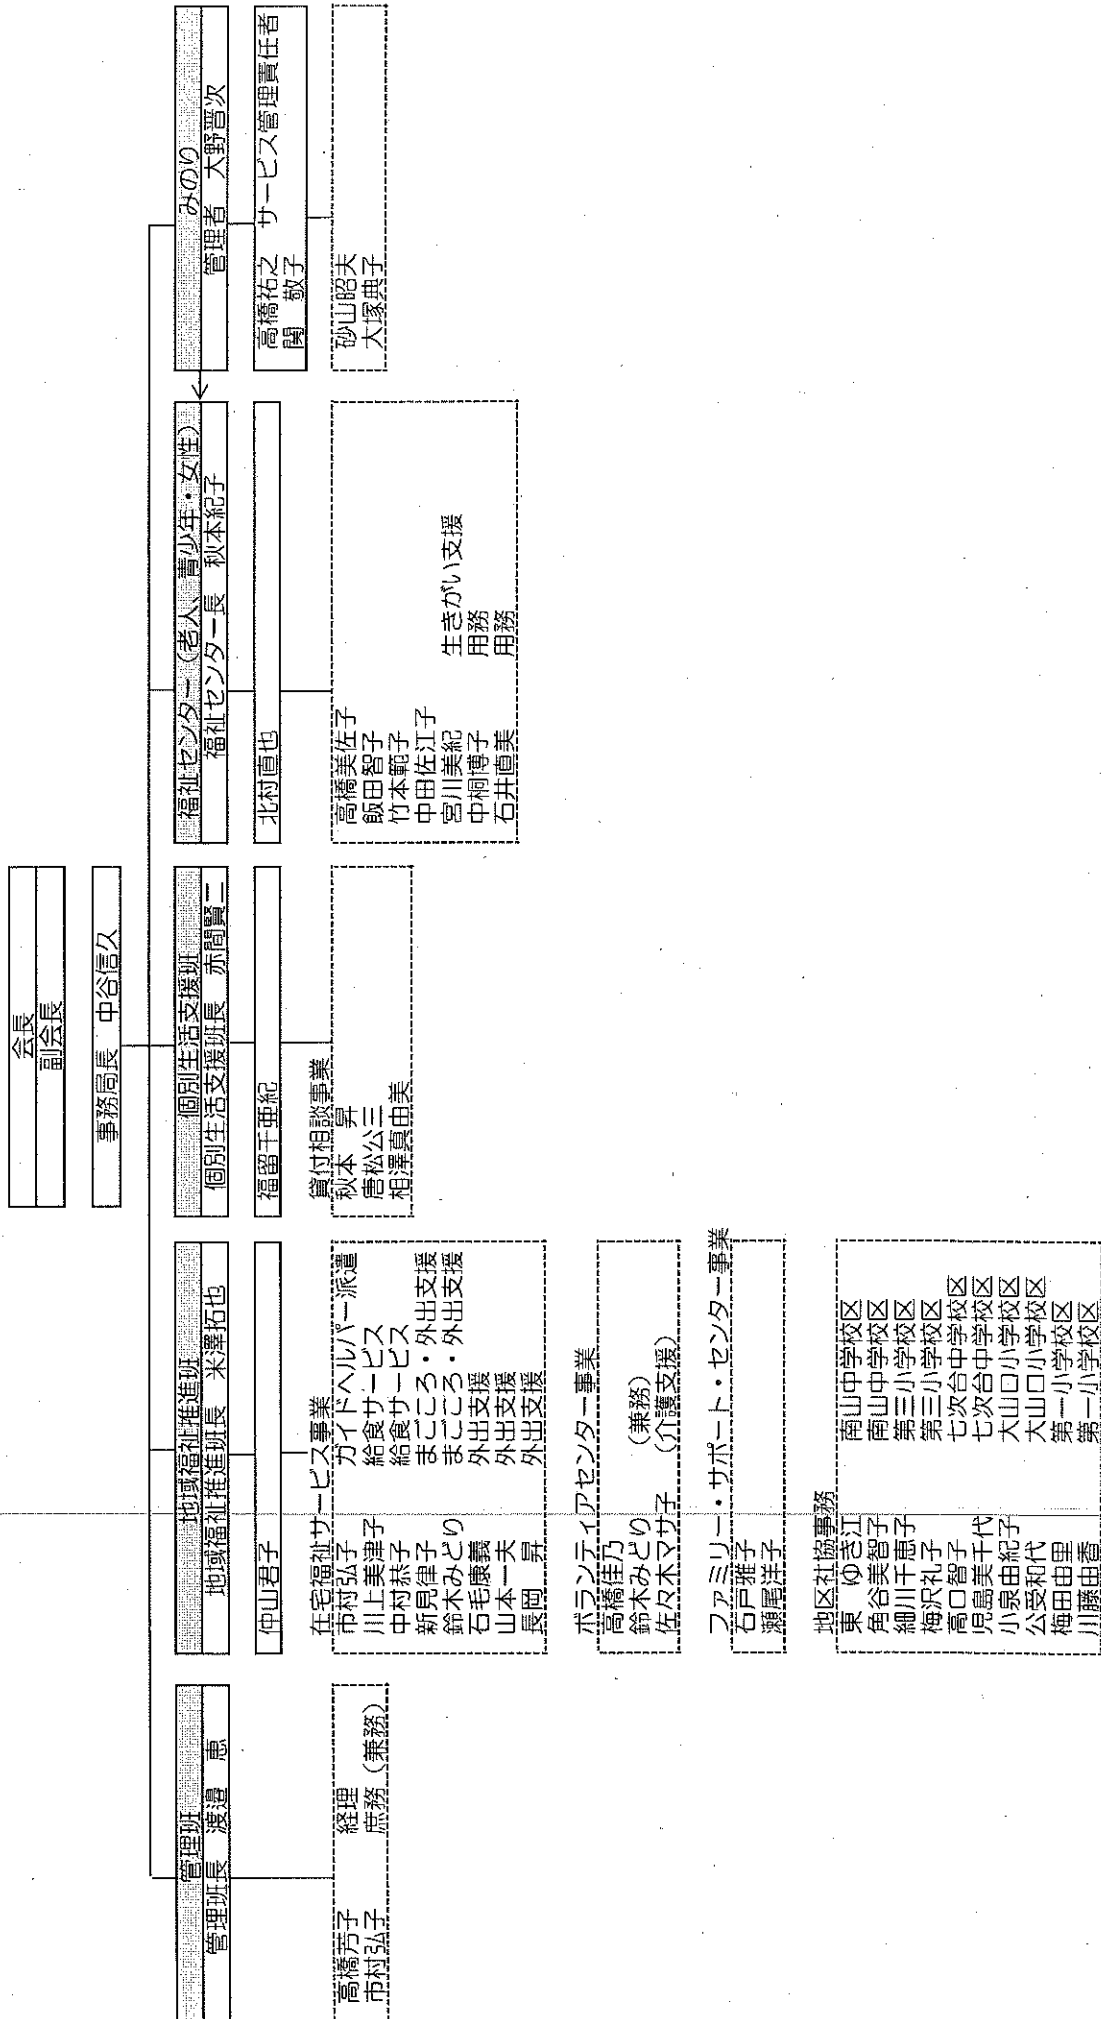 会長
副会長
事務局長　中谷信久
管理班
管理班長　渡邉　恵
高橋芳子　経理
市村弘子　庶務（兼務）
地域福祉推進班
地域福祉推進班長　米澤拓也
仲山君子
在宅福祉サービス事業
市村弘子　ガイドヘルパー派遣
川上美津子　給食サービス
中村恭子　給食サービス
新見律子　まごころ・外出支援
鈴木みどり　まごころ・外出支援
石毛康義　外出支援
山本一夫　外出支援
長岡　昇　外出支援
ボランティアセンター事業
高橋佳乃
鈴木みどり　（兼務）
佐々木マサ子　（介護支援）
ファミリー・サポート・センター事業
石戸雅子
瀬尾洋子
地区社協事務
東　ゆき江　南山中学校区
角谷美智子　南山中学校区
細川千恵子　第三小学校区
梅沢礼子　第三小学校区
高口智子　七次台中学校区
児島美千代　七次台中学校区
小泉由紀子　大山口小学校区
公受和代　大山口小学校区
梅田由里　第一小学校区
川藤由香　第一小学校区
個別生活支援班
個別生活支援班長　赤間賢二
福留千亜紀
貸付相談事業
秋本　昇
唐松公三
相澤真由美
福祉センター（老人、青少年・女性）
福祉センター長　秋本紀子
北村直也
高橋美佐子
飯田智子
竹本範子
中田佐江子
宮川美紀　生きがい支援
中桐博子　用務
石井直美　用務
みのり
管理者　大野晋次
高橋祐之　サービス管理責任者
関　敬子
砂山昭夫
大塚典子